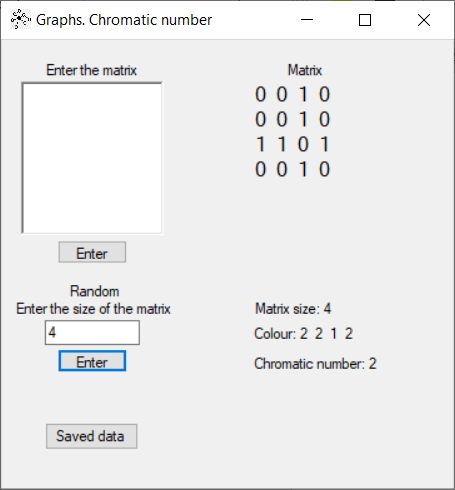 Graphs. Chromatic number
Enter the matrix
Enter
Random
Enter the size of the matrix
4
Enter
Saved data
Matrix
0 0 1 0
0 0 1 0
1 1 0 1
0 0 1 0
Matrix size: 4
Colour: 2 2 1 2
Chromatic number: 2